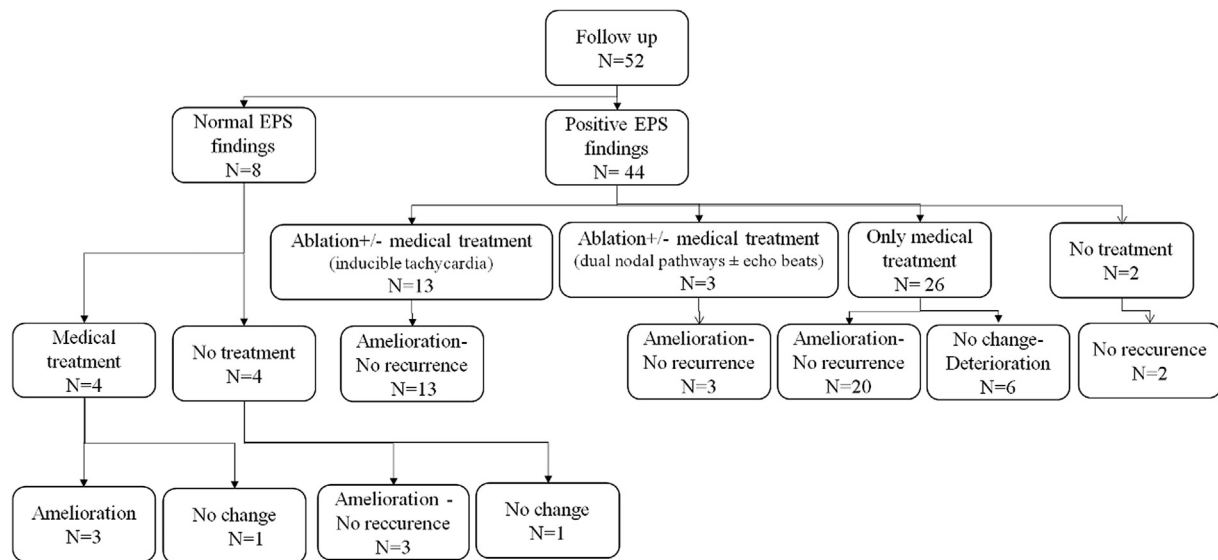 Follow up
N=52
Normal EPS
findings
N=8
Positive EPS
findings
N= 44
Ablation+/- medical treatment
(inducible tachycardia)
N=13
Ablation+/- medical treatment
(dual nodal pathways ± echo beats)
N=3
Only medical
treatment
N= 26
No treatment
N=2
Medical
treatment
N=4
No treatment
N=4
Amelioration-
No recurrence
N=13
Amelioration-
No recurrence
N=3
Amelioration-
No recurrence
N=20
No change-
Deterioration
N=6
No reccurence
N=2
Amelioration
N=3
No change
N=1
Amelioration -
No reccurence
N=3
No change
N=1